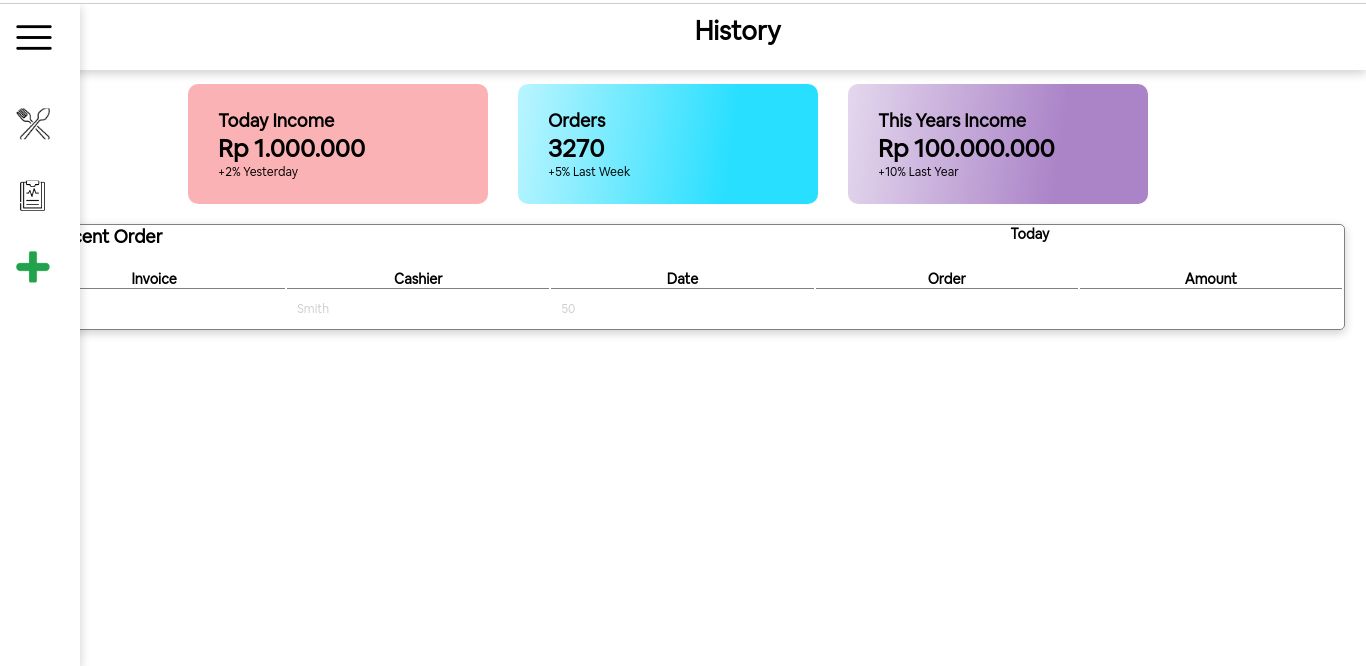 History
Today Income
Rp 1.000.000
+2% Yesterday
Orders
3270
+5% Last Week
This Years Income
Rp 100.000.000
+10% Last Year
cent Order
Today
Invoice Cashier Date Order Amount
Smith 50